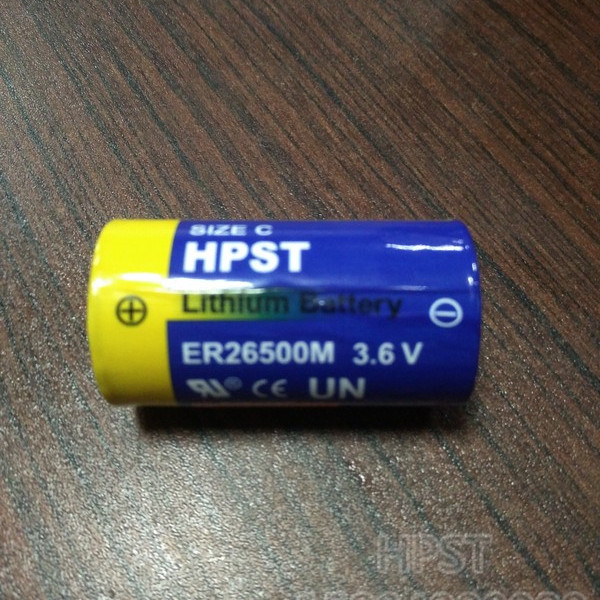 SIZE C
HPST
Lithium Battery
ER26500M 3.6 V
® CE UN
HPST